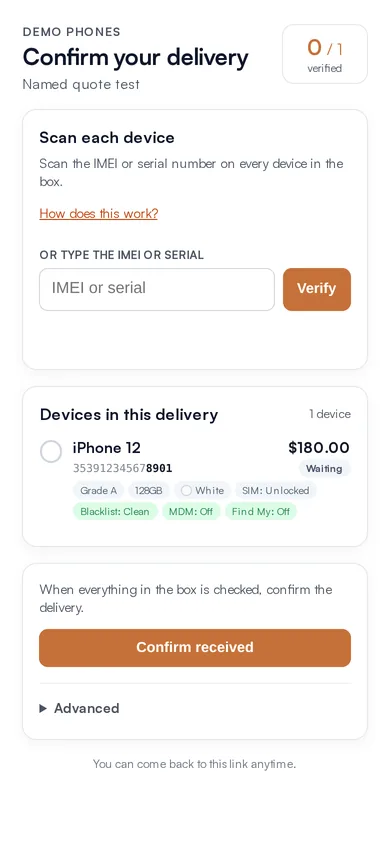 DEMO PHONES
Confirm your delivery
Named quote test
0 / 1
verified
Scan each device
Scan the IMEI or serial number on every device in the
box.
How does this work?
OR TYPE THE IMEI OR SERIAL
IMEI or serial
Verify
Devices in this delivery
1 device
iPhone 12
$180.00
353912345678901
Waiting
Grade A
128GB
White
SIM: Unlocked
Blacklist: Clean
MDM: Off
Find My: Off
When everything in the box is checked, confirm the
delivery.
Confirm received
Advanced
You can come back to this link anytime.